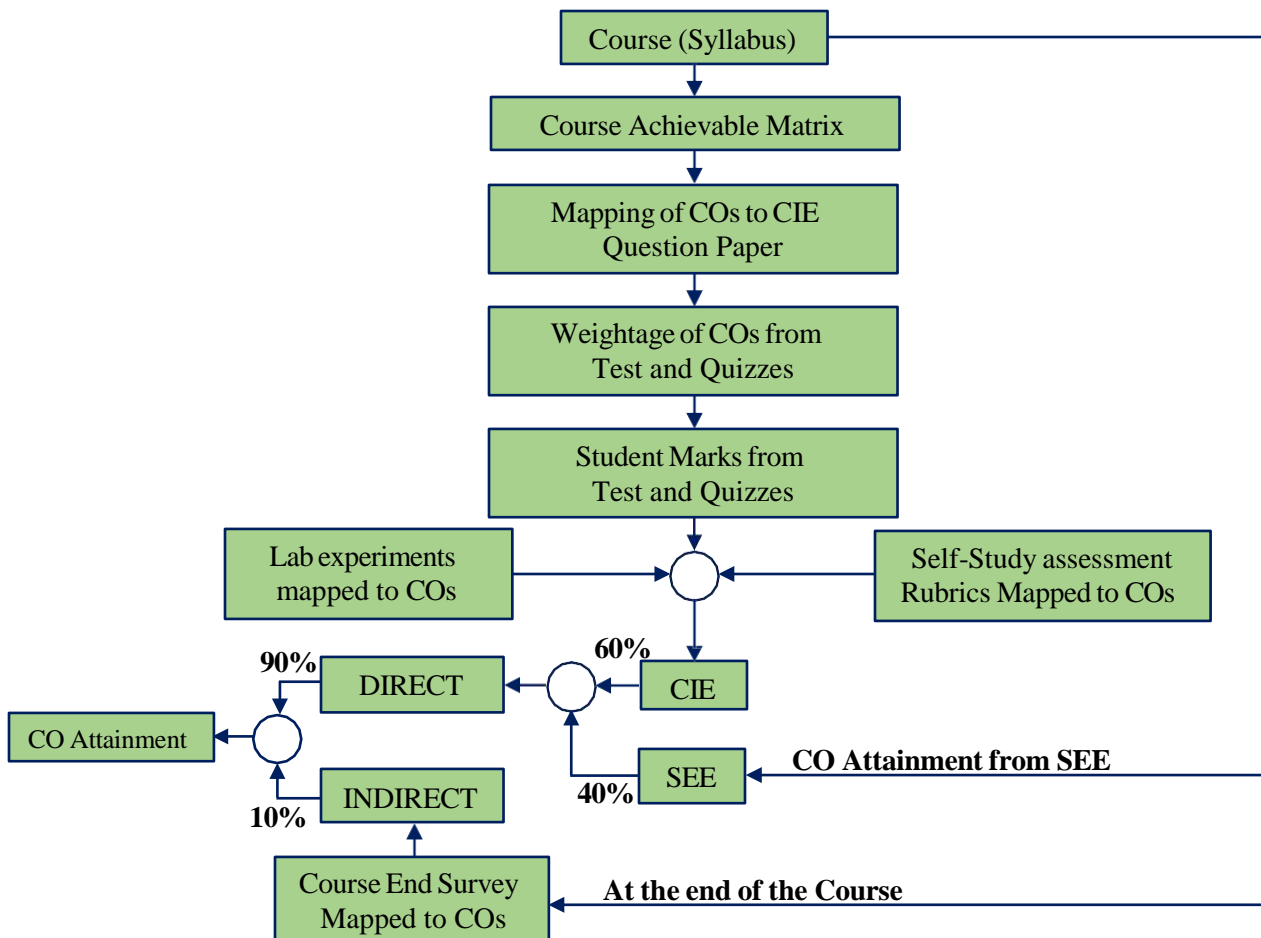 Course (Syllabus)
Course Achievable Matrix
Mapping of COs to CIE
Question Paper
Weightage of COs from
Test and Quizzes
Student Marks from
Test and Quizzes
Lab experiments
mapped to COs
Self-Study assessment
Rubrics Mapped to COs
90%
DIRECT
60%
CIE
CO Attainment
40%
SEE
CO Attainment from SEE
10%
INDIRECT
Course End Survey
Mapped to COs
At the end of the Course